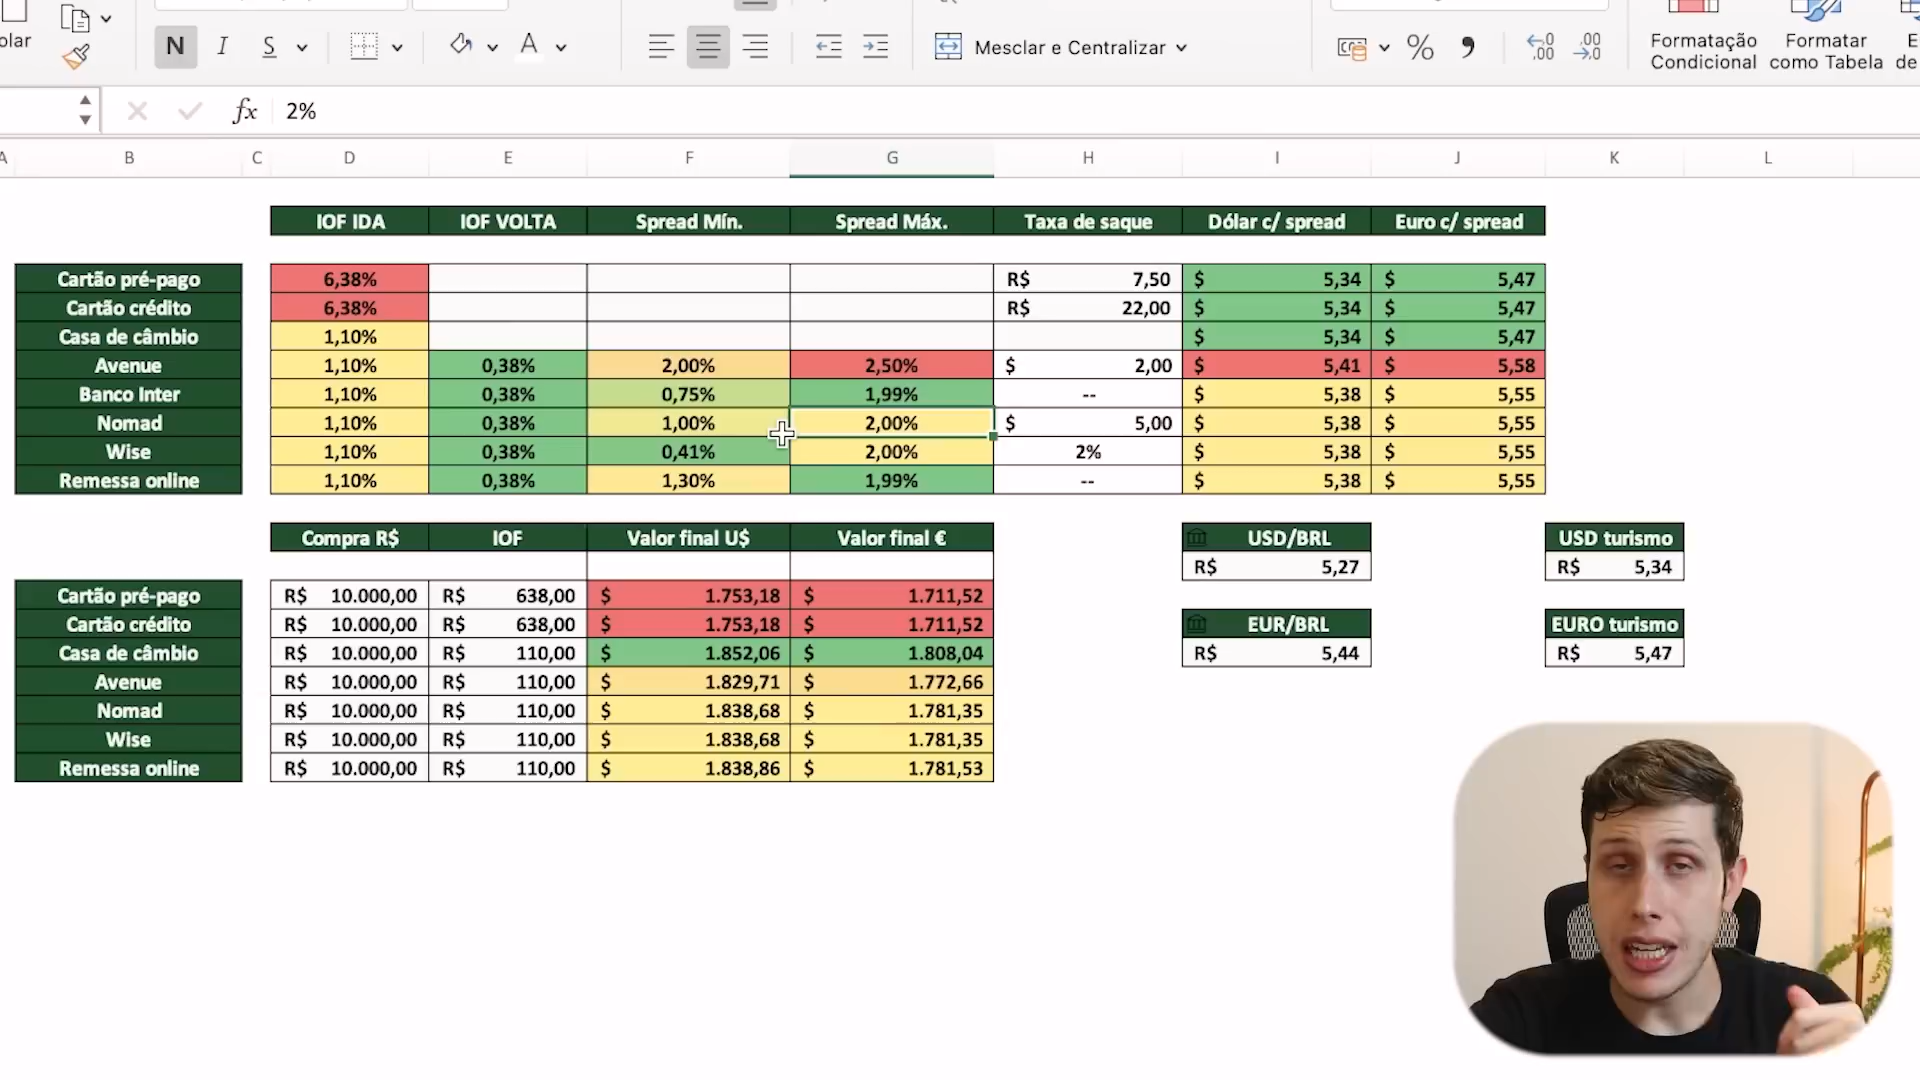 olar
N I S A Mesclar e Centralizar % Formatação Condicional Formatar como Tabela E de
fx 2%
A B C D E F G H I J K L
IOF IDA IOF VOLTA Spread Mín. Spread Máx. Taxa de saque Dólar c/ spread Euro c/ spread
Cartão pré-pago 6,38% R$ 7,50 $ 5,34 $ 5,47
Cartão crédito 6,38% R$ 22,00 $ 5,34 $ 5,47
Casa de câmbio 1,10% $ 5,34 $ 5,47
Avenue 1,10% 0,38% 2,00% 2,50% $ 2,00 $ 5,41 $ 5,58
Banco Inter 1,10% 0,38% 0,75% 1,99% -- $ 5,38 $ 5,55
Nomad 1,10% 0,38% 1,00% 2,00% $ 5,00 $ 5,38 $ 5,55
Wise 1,10% 0,38% 0,41% 2,00% 2% $ 5,38 $ 5,55
Remessa online 1,10% 0,38% 1,30% 1,99% -- $ 5,38 $ 5,55
Compra R$ IOF Valor final U$ Valor final € USD/BRL USD turismo
R$ 5,27 R$ 5,34
Cartão pré-pago R$ 10.000,00 R$ 638,00 $ 1.753,18 $ 1.711,52
Cartão crédito R$ 10.000,00 R$ 638,00 $ 1.753,18 $ 1.711,52 EUR/BRL EURO turismo
Casa de câmbio R$ 10.000,00 R$ 110,00 $ 1.852,06 $ 1.808,04 R$ 5,44 R$ 5,47
Avenue R$ 10.000,00 R$ 110,00 $ 1.829,71 $ 1.772,66
Nomad R$ 10.000,00 R$ 110,00 $ 1.838,68 $ 1.781,35
Wise R$ 10.000,00 R$ 110,00 $ 1.838,68 $ 1.781,35
Remessa online R$ 10.000,00 R$ 110,00 $ 1.838,86 $ 1.781,53